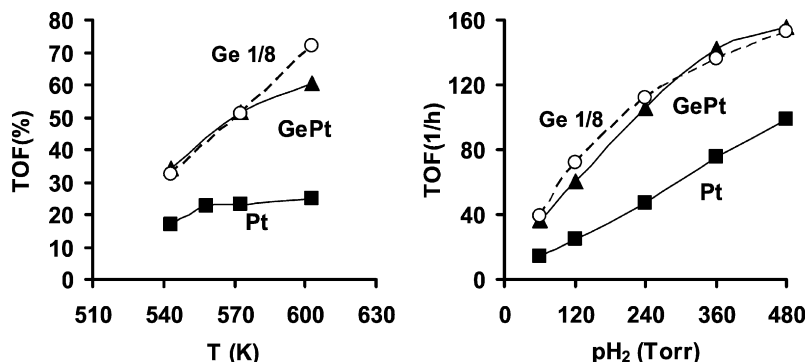 80
70
60
50
40
30
20
10
0
TOF(%)
Ge 1/8
GePt
Pt
510 540 570 600 630
T (K)
160
120
80
40
0
TOF(1/h)
Ge 1/8
GePt
Pt
0 120 240 360 480
pH₂ (Torr)